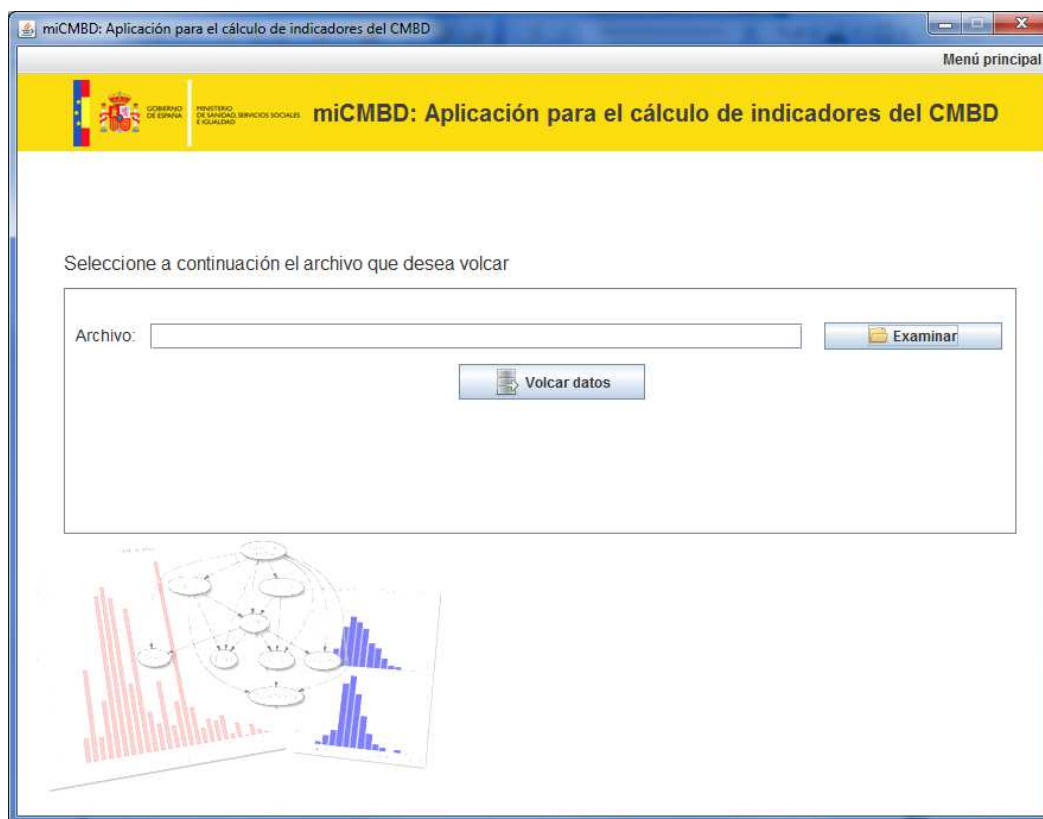 miCMBD: Aplicación para el cálculo de indicadores del CMBD
Menú principal
GOBIERNO
DE ESPAÑA
MINISTERIO
DE SANIDAD, SERVICIOS SOCIALES
E IGUALDAD
miCMBD: Aplicación para el cálculo de indicadores del CMBD
Seleccione a continuación el archivo que desea volcar
Archivo:
Examinar
Volcar datos